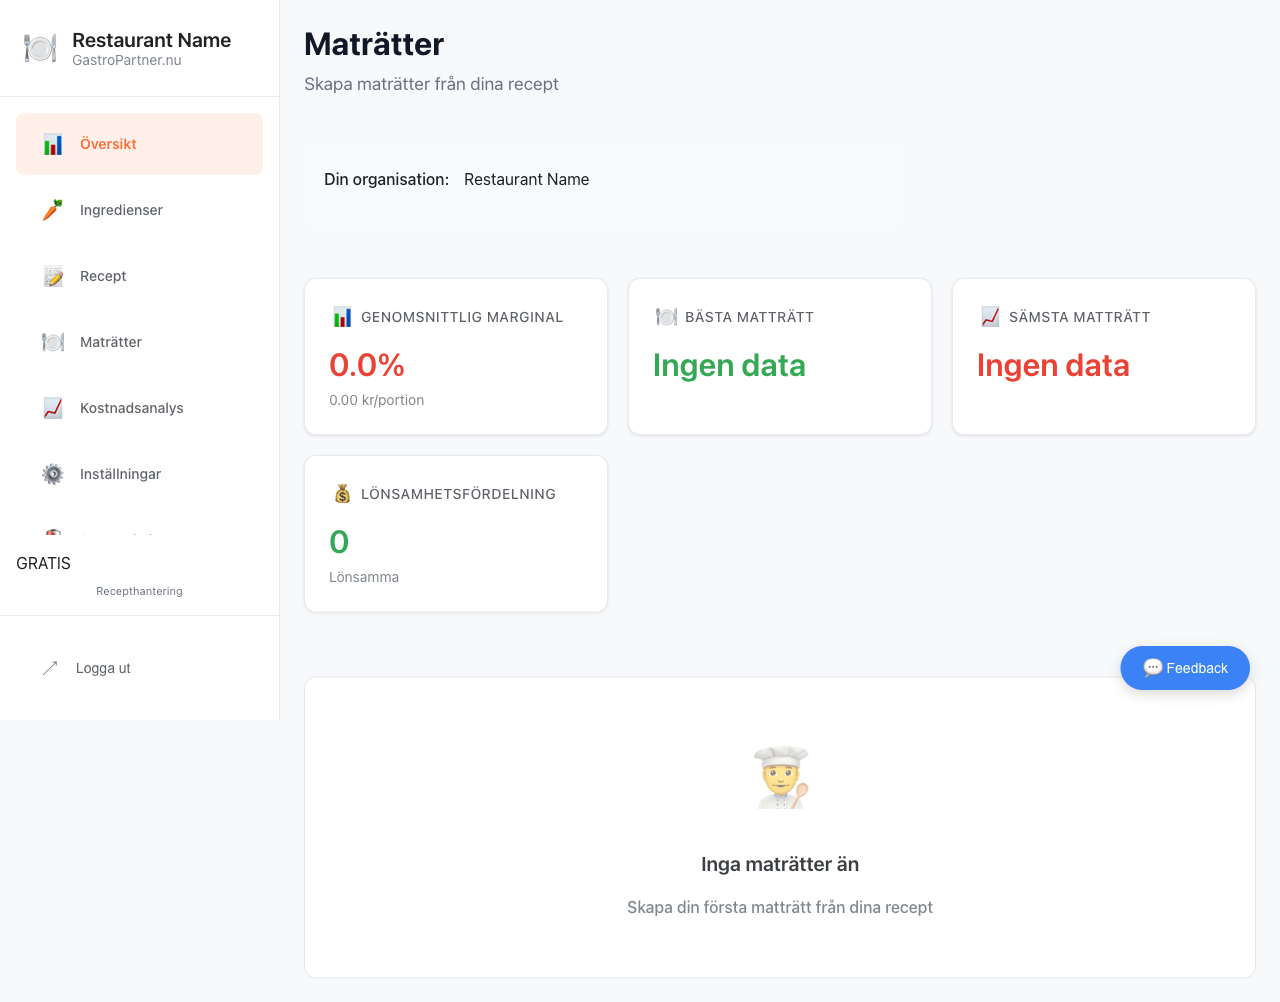 Restaurant Name
GastroPartner.nu
Översikt
Ingredienser
Recept
Maträtter
Kostnadsanalys
Inställningar
GRATIS
Recepthantering
Logga ut
Maträtter
Skapa maträtter från dina recept
Din organisation: Restaurant Name
GENOMSNITTLIG MARGINAL
0.0%
0.00 kr/portion
BÄSTA MATTRÄTT
Ingen data
SÄMSTA MATTRÄTT
Ingen data
LÖNSAMHETSFÖRDELNING
0
Lönsamma
Feedback
Inga maträtter än
Skapa din första matträtt från dina recept